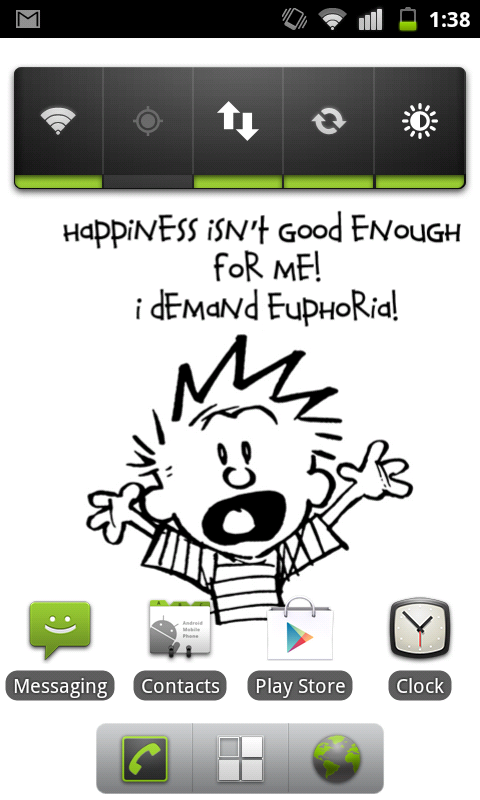 1:38
HAPPINESS ISN'T GOOD ENOUGH
FOR ME!
I DEMAND EUPHORIA!
Android
Mobile
Phone
Messaging
Contacts
Play Store
Clock